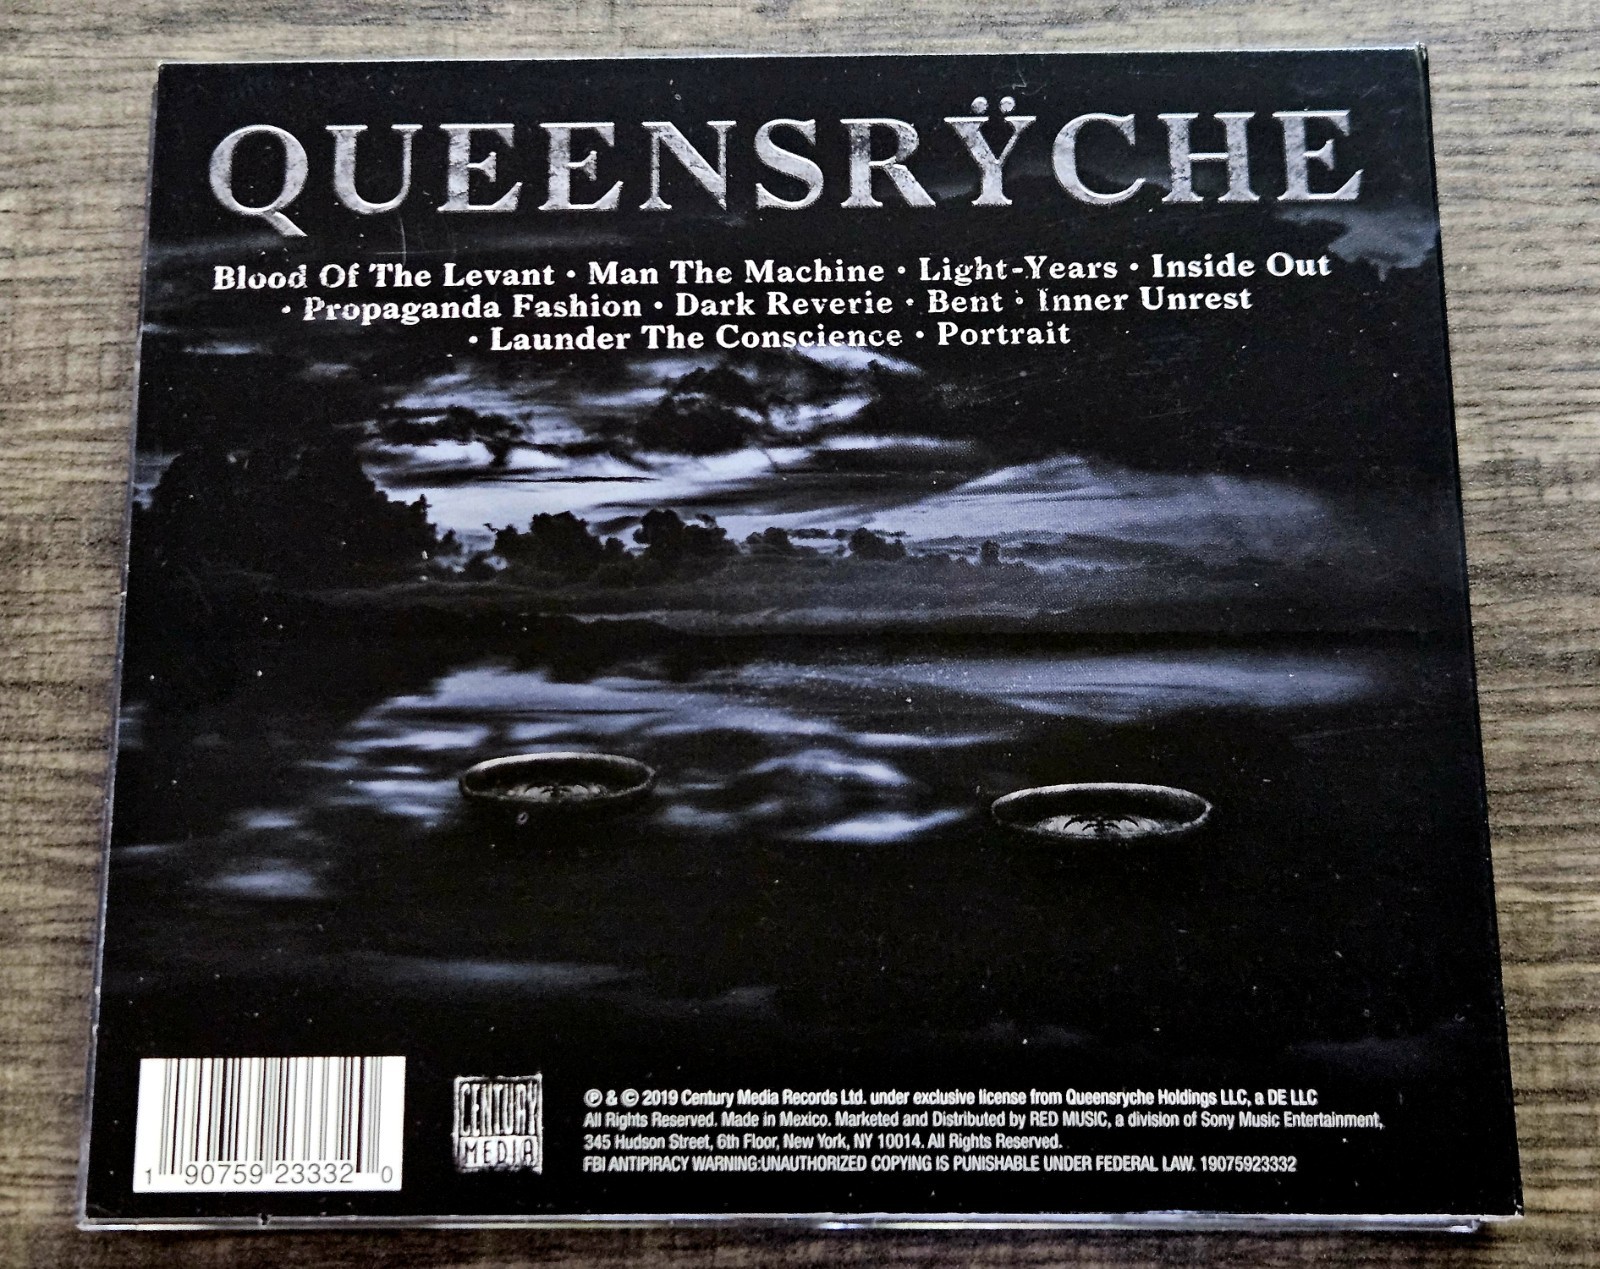 QUEENSRŸCHE
Blood Of The Levant • Man The Machine • Light-Years • Inside Out
• Propaganda Fashion • Dark Reverie • Bent • Inner Unrest
• Launder The Conscience • Portrait
1 90759 23332 0
CENTURY
MEDIA
℗ & © 2019 Century Media Records Ltd. under exclusive license from Queensryche Holdings LLC, a DE LLC
All Rights Reserved. Made in Mexico. Marketed and Distributed by RED MUSIC, a division of Sony Music Entertainment,
345 Hudson Street, 6th Floor, New York, NY 10014. All Rights Reserved.
FBI ANTIPIRACY WARNING:UNAUTHORIZED COPYING IS PUNISHABLE UNDER FEDERAL LAW. 19075923332